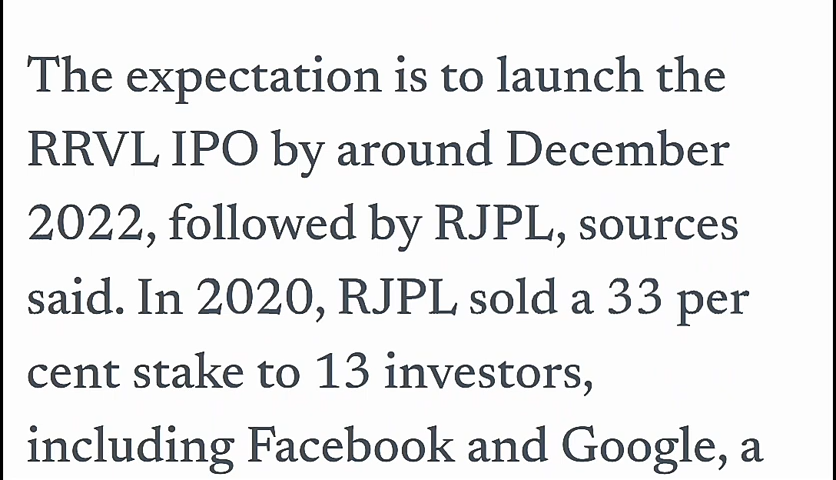 The expectation is to launch the
RRVL IPO by around December
2022, followed by RJPL, sources
said. In 2020, RJPL sold a 33 per
cent stake to 13 investors,
including Facebook and Google, a